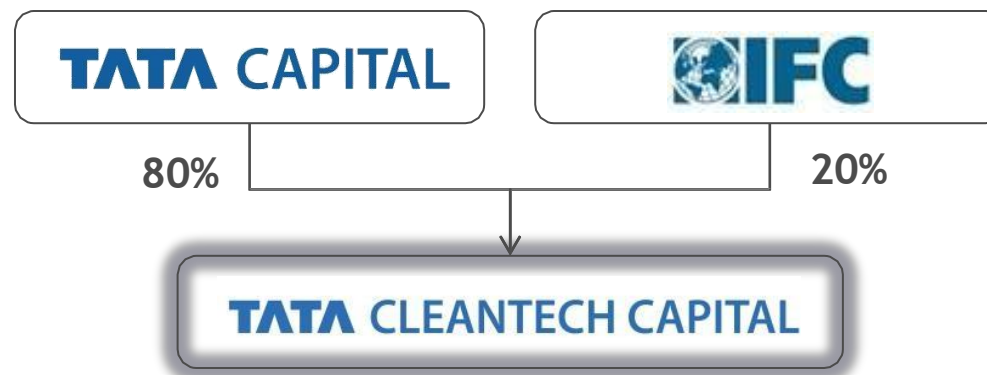 TATA CAPITAL
IFC
80%
20%
TATA CLEANTECH CAPITAL